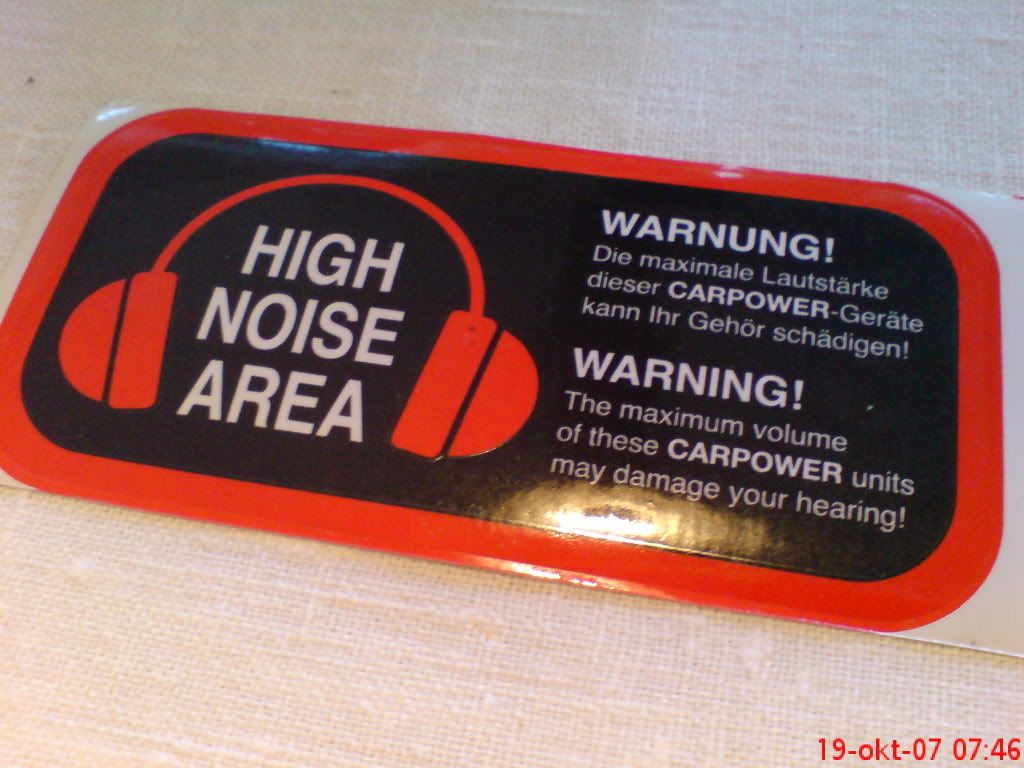 HIGH
NOISE
AREA
WARNUNG!
Die maximale Lautstärke
dieser CARPOWER-Geräte
kann Ihr Gehör schädigen!
WARNING!
The maximum volume
of these CARPOWER units
may damage your hearing!
19-okt-07 07:46